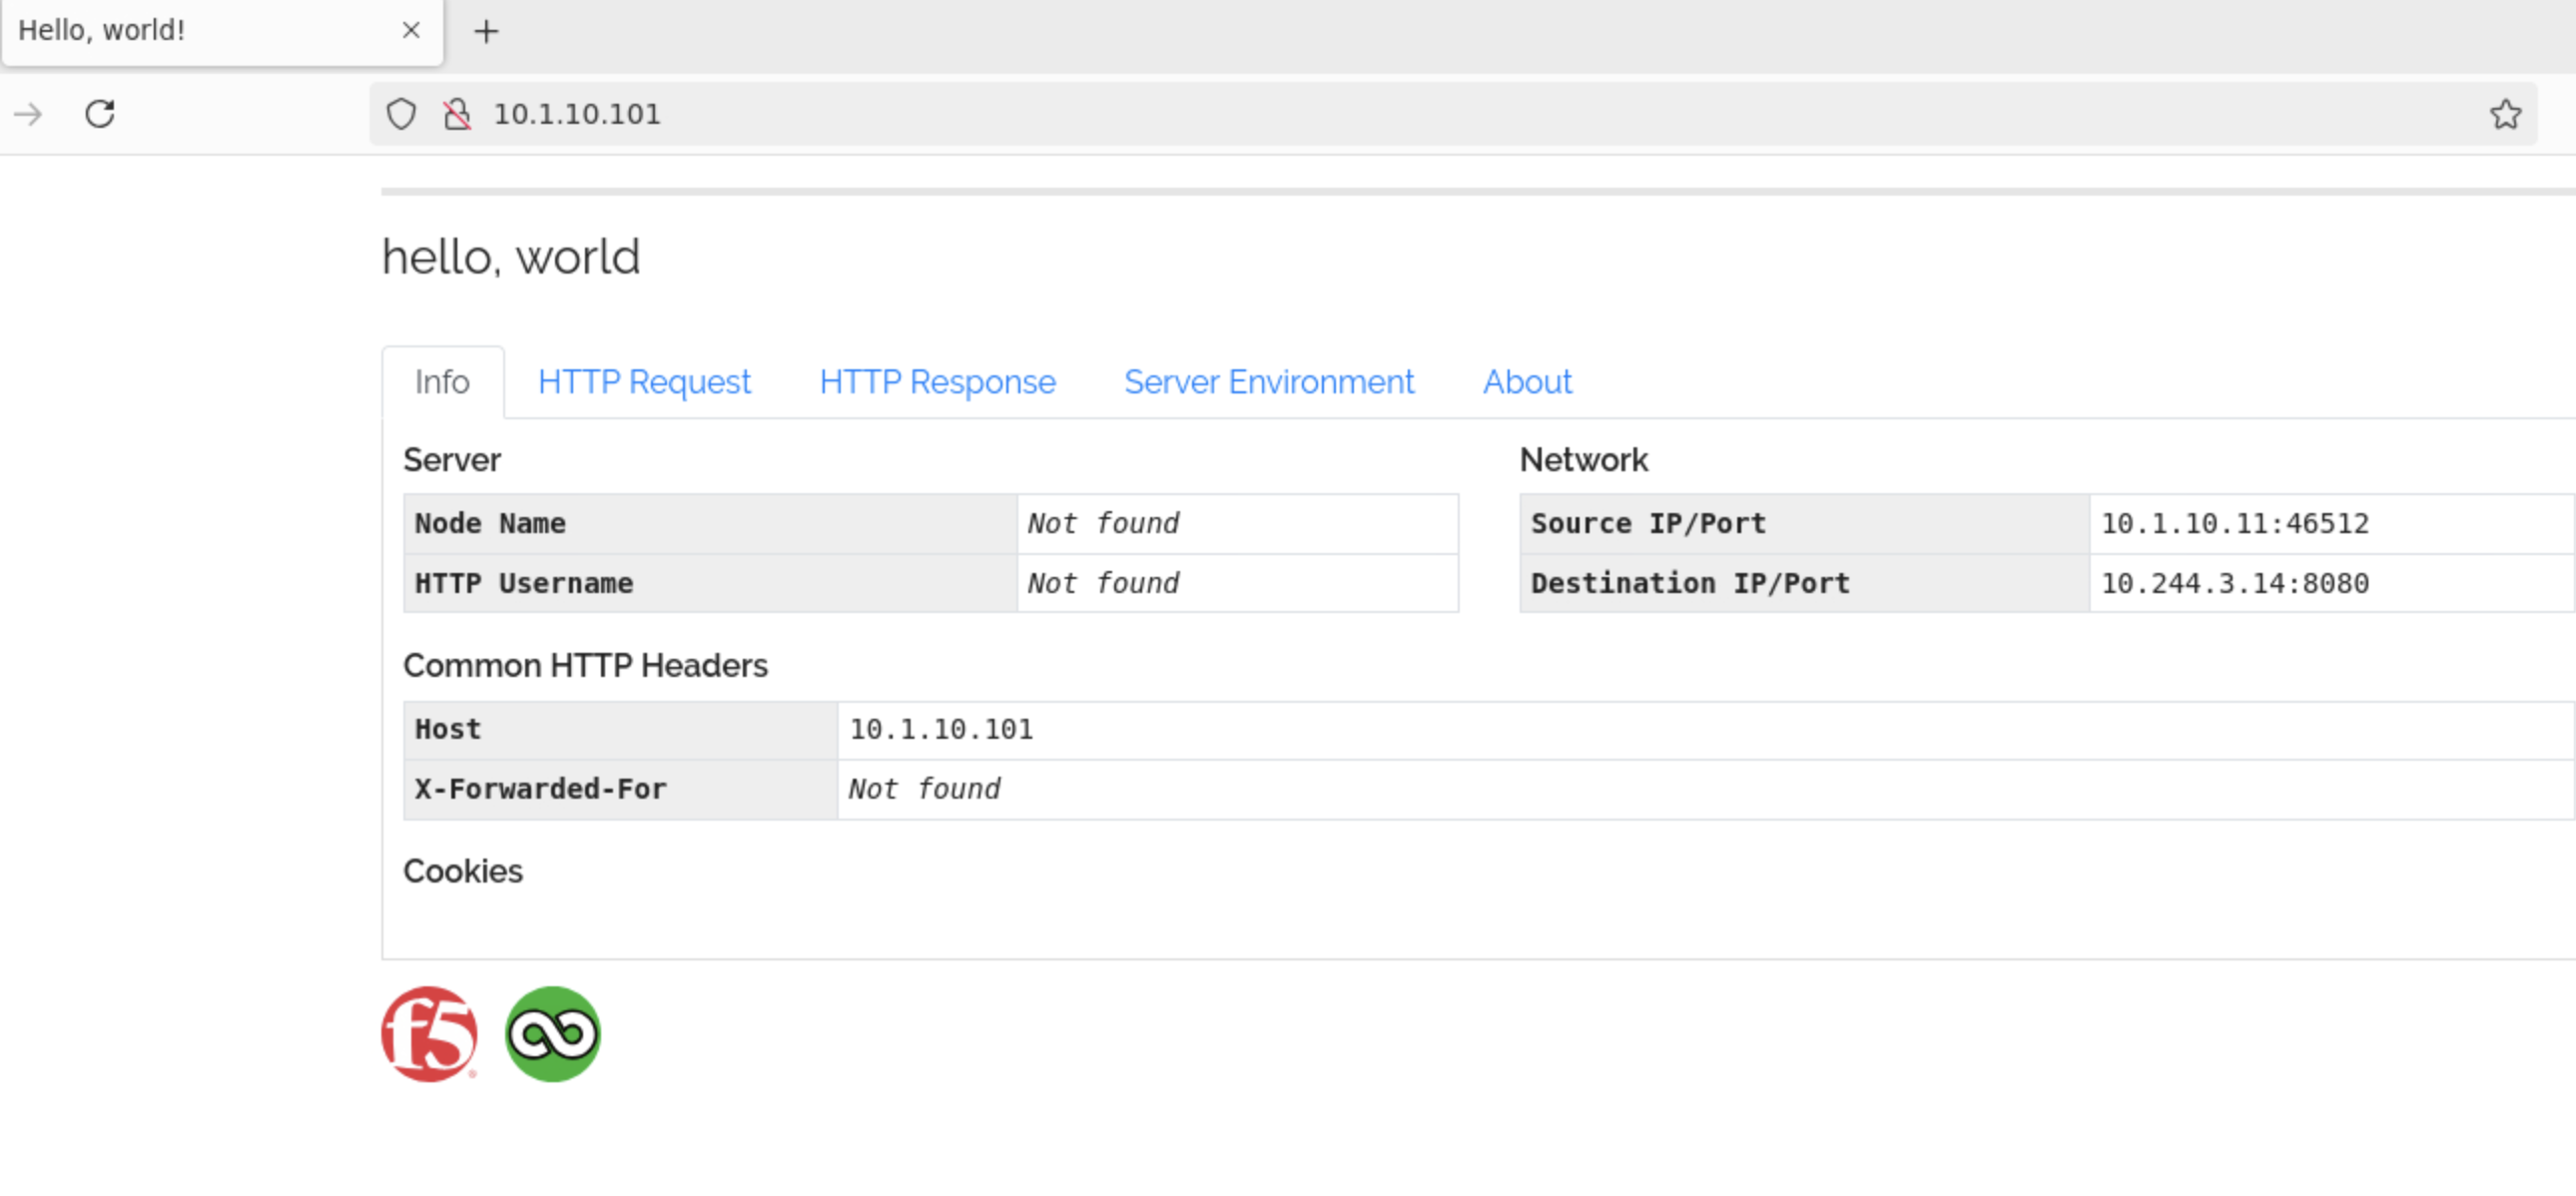 Hello, world!
10.1.10.101
hello, world
Info HTTP Request HTTP Response Server Environment About
Server
Node Name Not found
HTTP Username Not found
Network
Source IP/Port 10.1.10.11:46512
Destination IP/Port 10.244.3.14:8080
Common HTTP Headers
Host 10.1.10.101
X-Forwarded-For Not found
Cookies
f5 ®